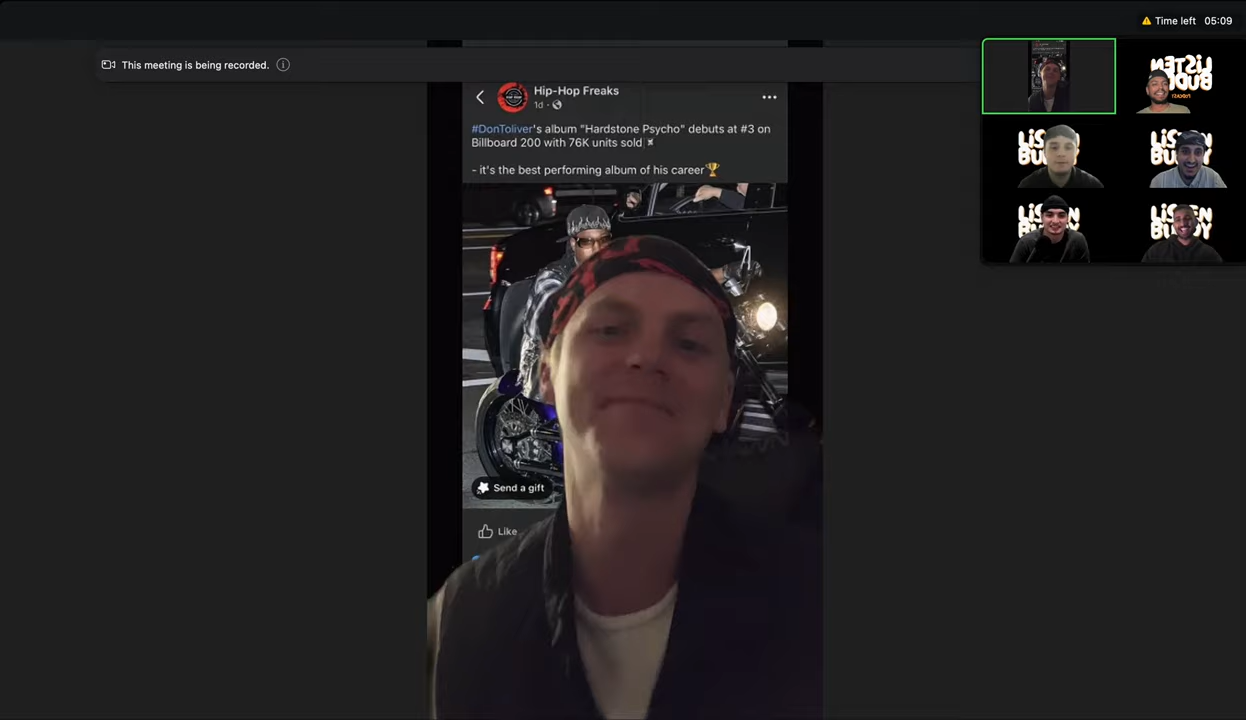 Time left 05:09
This meeting is being recorded.
Hip-Hop Freaks
1d
#DonToliver's album "Hardstone Psycho" debuts at #3 on
Billboard 200 with 76K units sold
- it's the best performing album of his career🏆
Send a gift
Like
LiSTEN
BUDDY
LiSTEN
BUDDY
LiSTEN
BUDDY
LiSTEN
BUDDY
LiSTEN
BUDDY